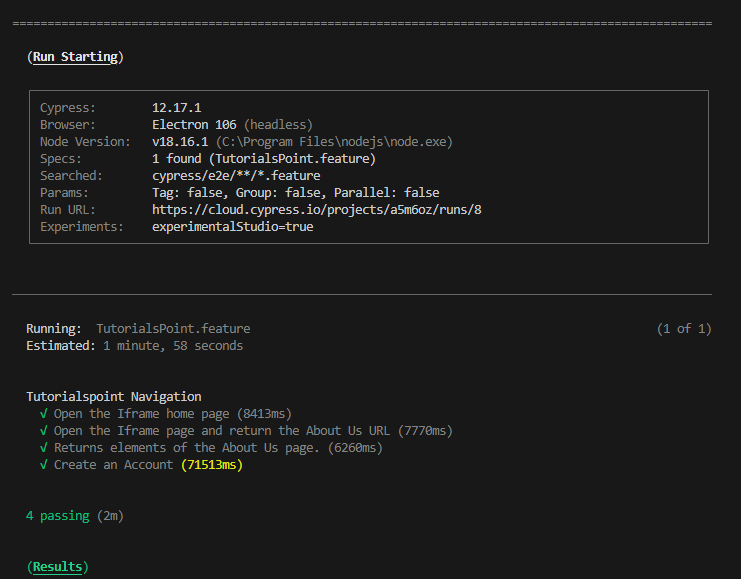 ====================================================================================================
(Run Starting)
Cypress: 12.17.1
Browser: Electron 106 (headless)
Node Version: v18.16.1 (C:\Program Files\nodejs\node.exe)
Specs: 1 found (TutorialsPoint.feature)
Searched: cypress/e2e/**/*.feature
Params: Tag: false, Group: false, Parallel: false
Run URL: https://cloud.cypress.io/projects/a5m6oz/runs/8
Experiments: experimentalStudio=true
Running: TutorialsPoint.feature (1 of 1)
Estimated: 1 minute, 58 seconds
Tutorialspoint Navigation
√ Open the Iframe home page (8413ms)
√ Open the Iframe page and return the About Us URL (7770ms)
√ Returns elements of the About Us page. (6260ms)
√ Create an Account (71513ms)
4 passing (2m)
(Results)